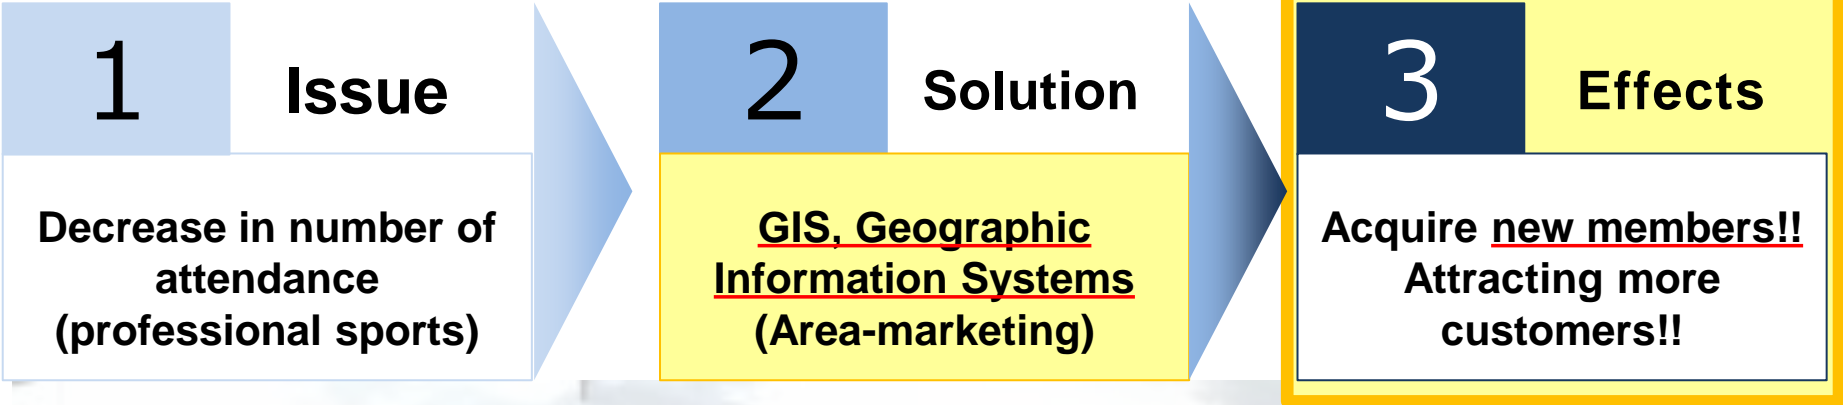 1
Issue
Decrease in number of
attendance
(professional sports)
2
Solution
GIS, Geographic
Information Systems
(Area-marketing)
3
Effects
Acquire new members!!
Attracting more
customers!!